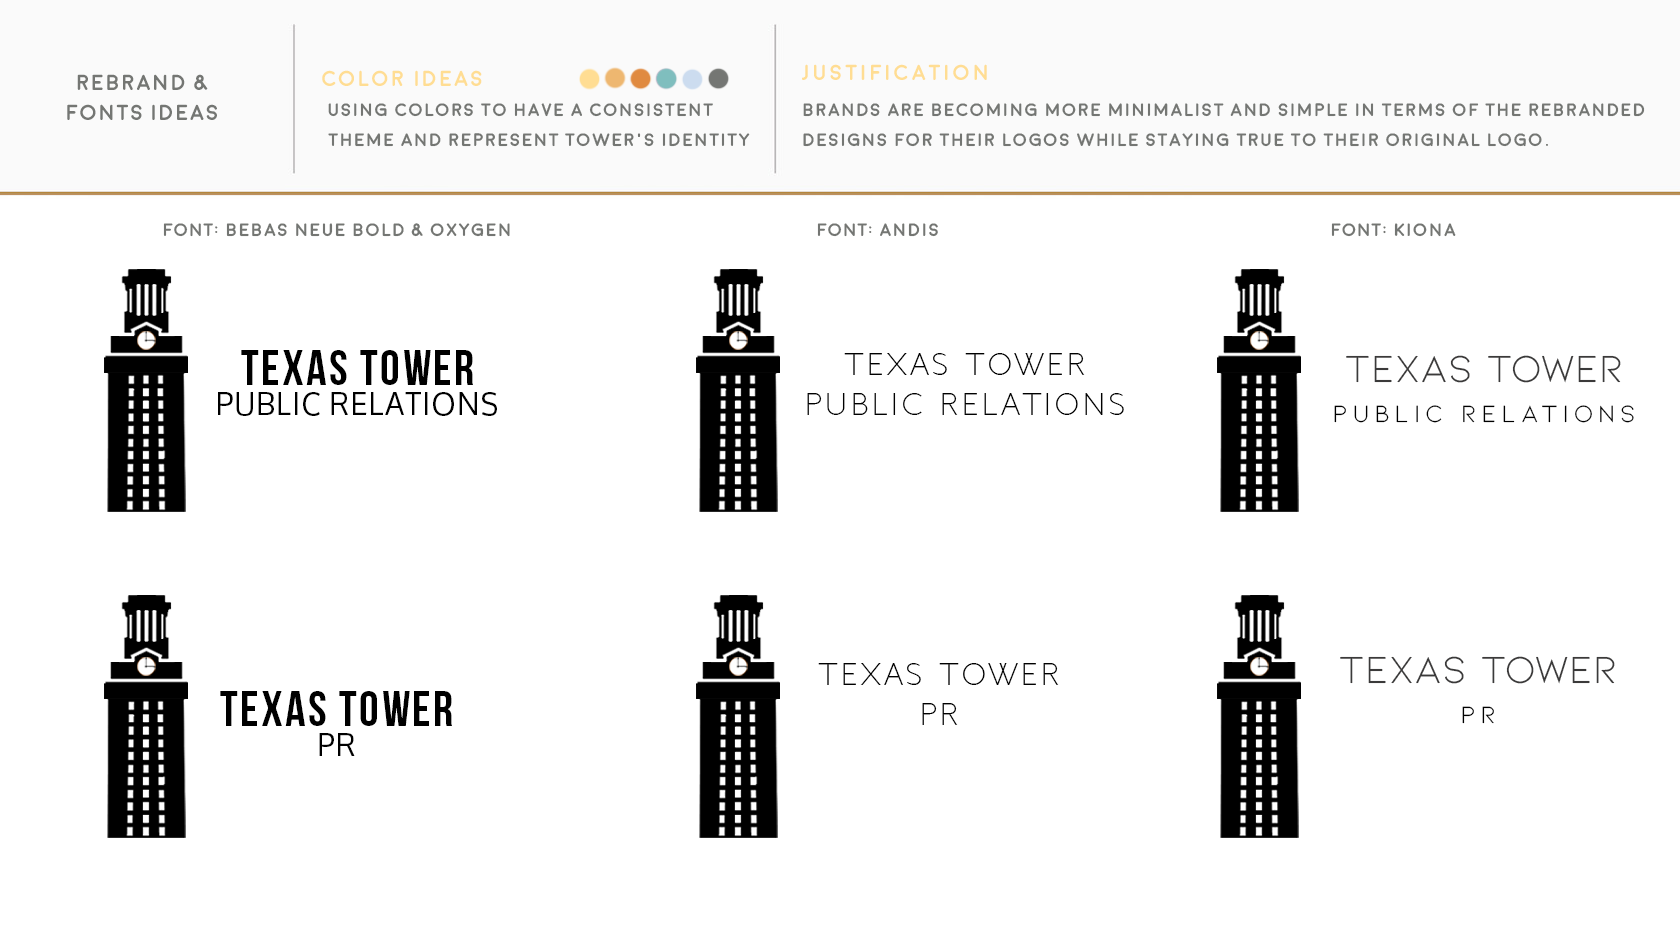 REBRAND &
FONTS IDEAS
COLOR IDEAS
USING COLORS TO HAVE A CONSISTENT
THEME AND REPRESENT TOWER'S IDENTITY
JUSTIFICATION
BRANDS ARE BECOMING MORE MINIMALIST AND SIMPLE IN TERMS OF THE REBRANDED
DESIGNS FOR THEIR LOGOS WHILE STAYING TRUE TO THEIR ORIGINAL LOGO.
FONT: BEBAS NEUE BOLD & OXYGEN
TEXAS TOWER
PUBLIC RELATIONS
TEXAS TOWER
PR
FONT: ANDIS
TEXAS TOWER
PUBLIC RELATIONS
TEXAS TOWER
PR
FONT: KIONA
TEXAS TOWER
PUBLIC RELATIONS
TEXAS TOWER
PR